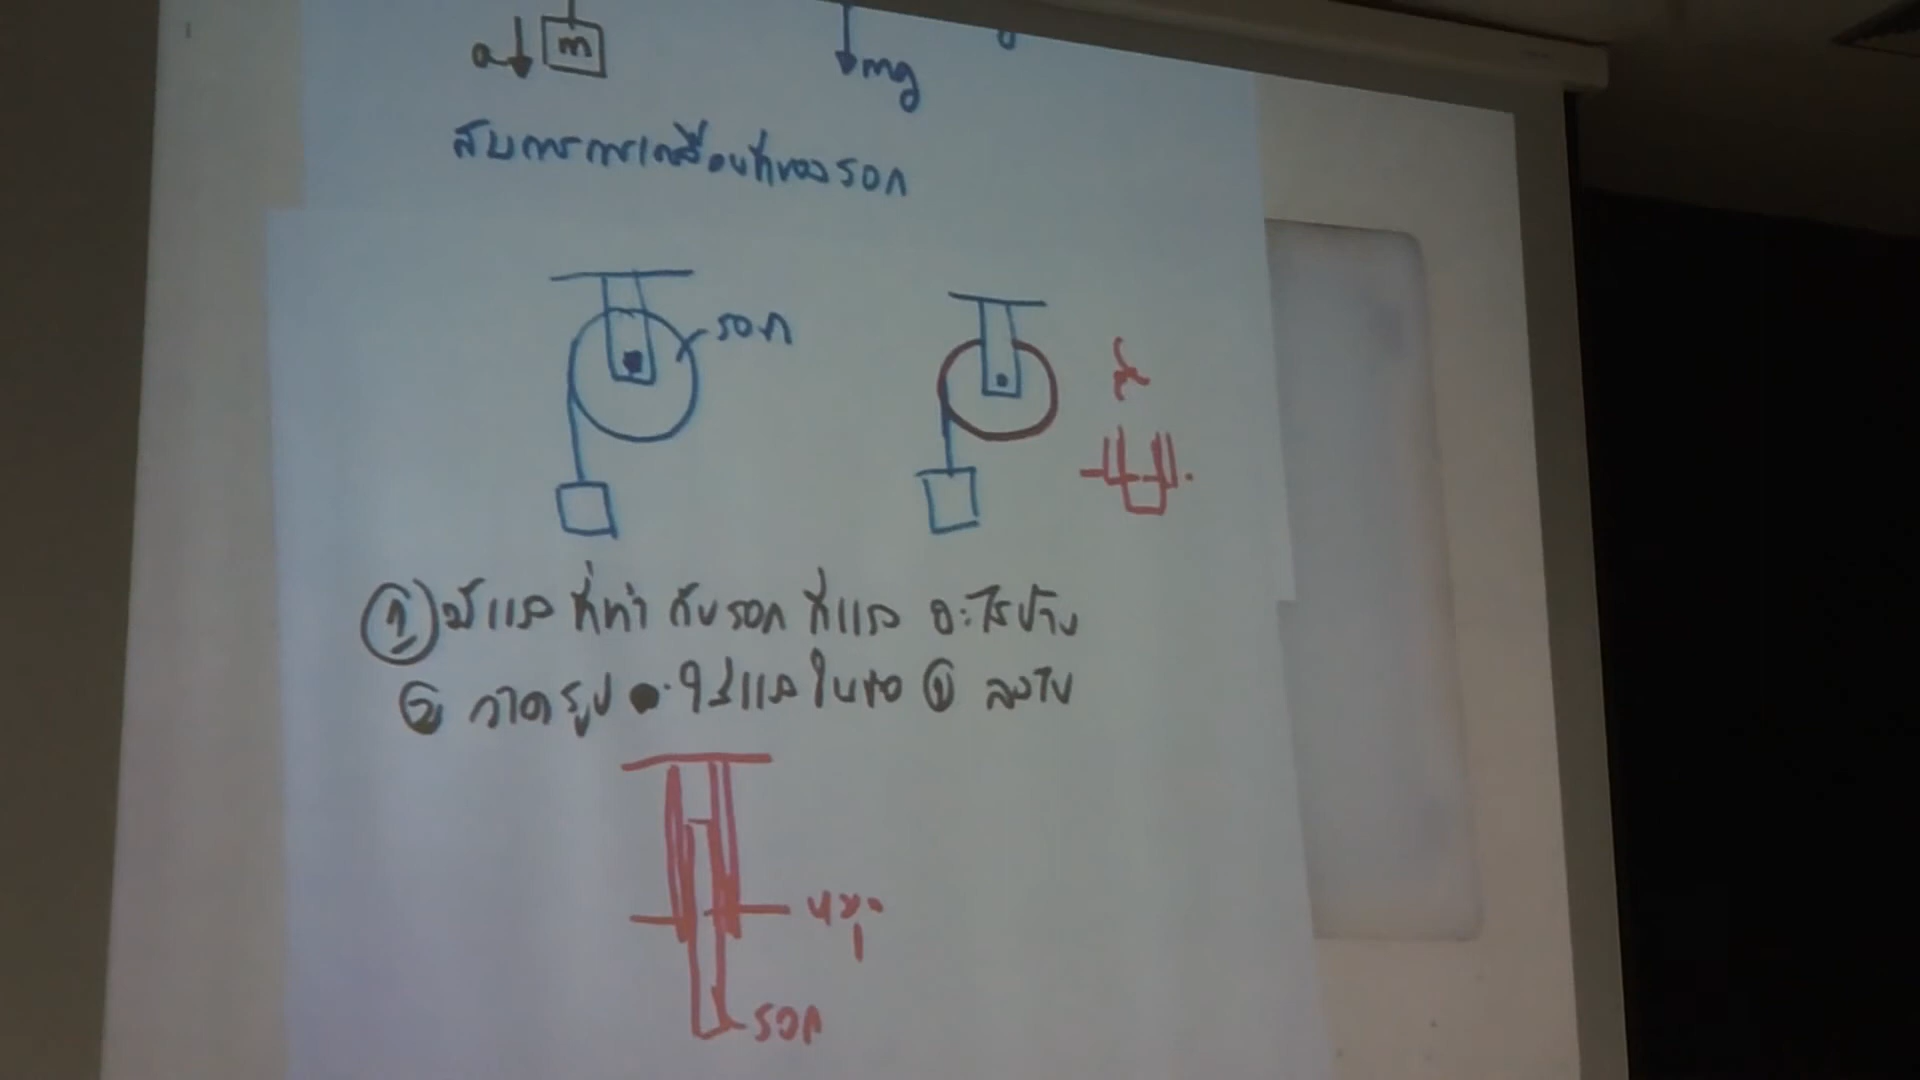 a m
mg
สมการการเคลื่อนที่ของรอก
รอก
① มีแรง ที่ทำ กับรอก กี่แรง อะไรบ้าง
② วาดรูป ใส่แรง ในข้อ ① ลงไป
หมุ
รอก